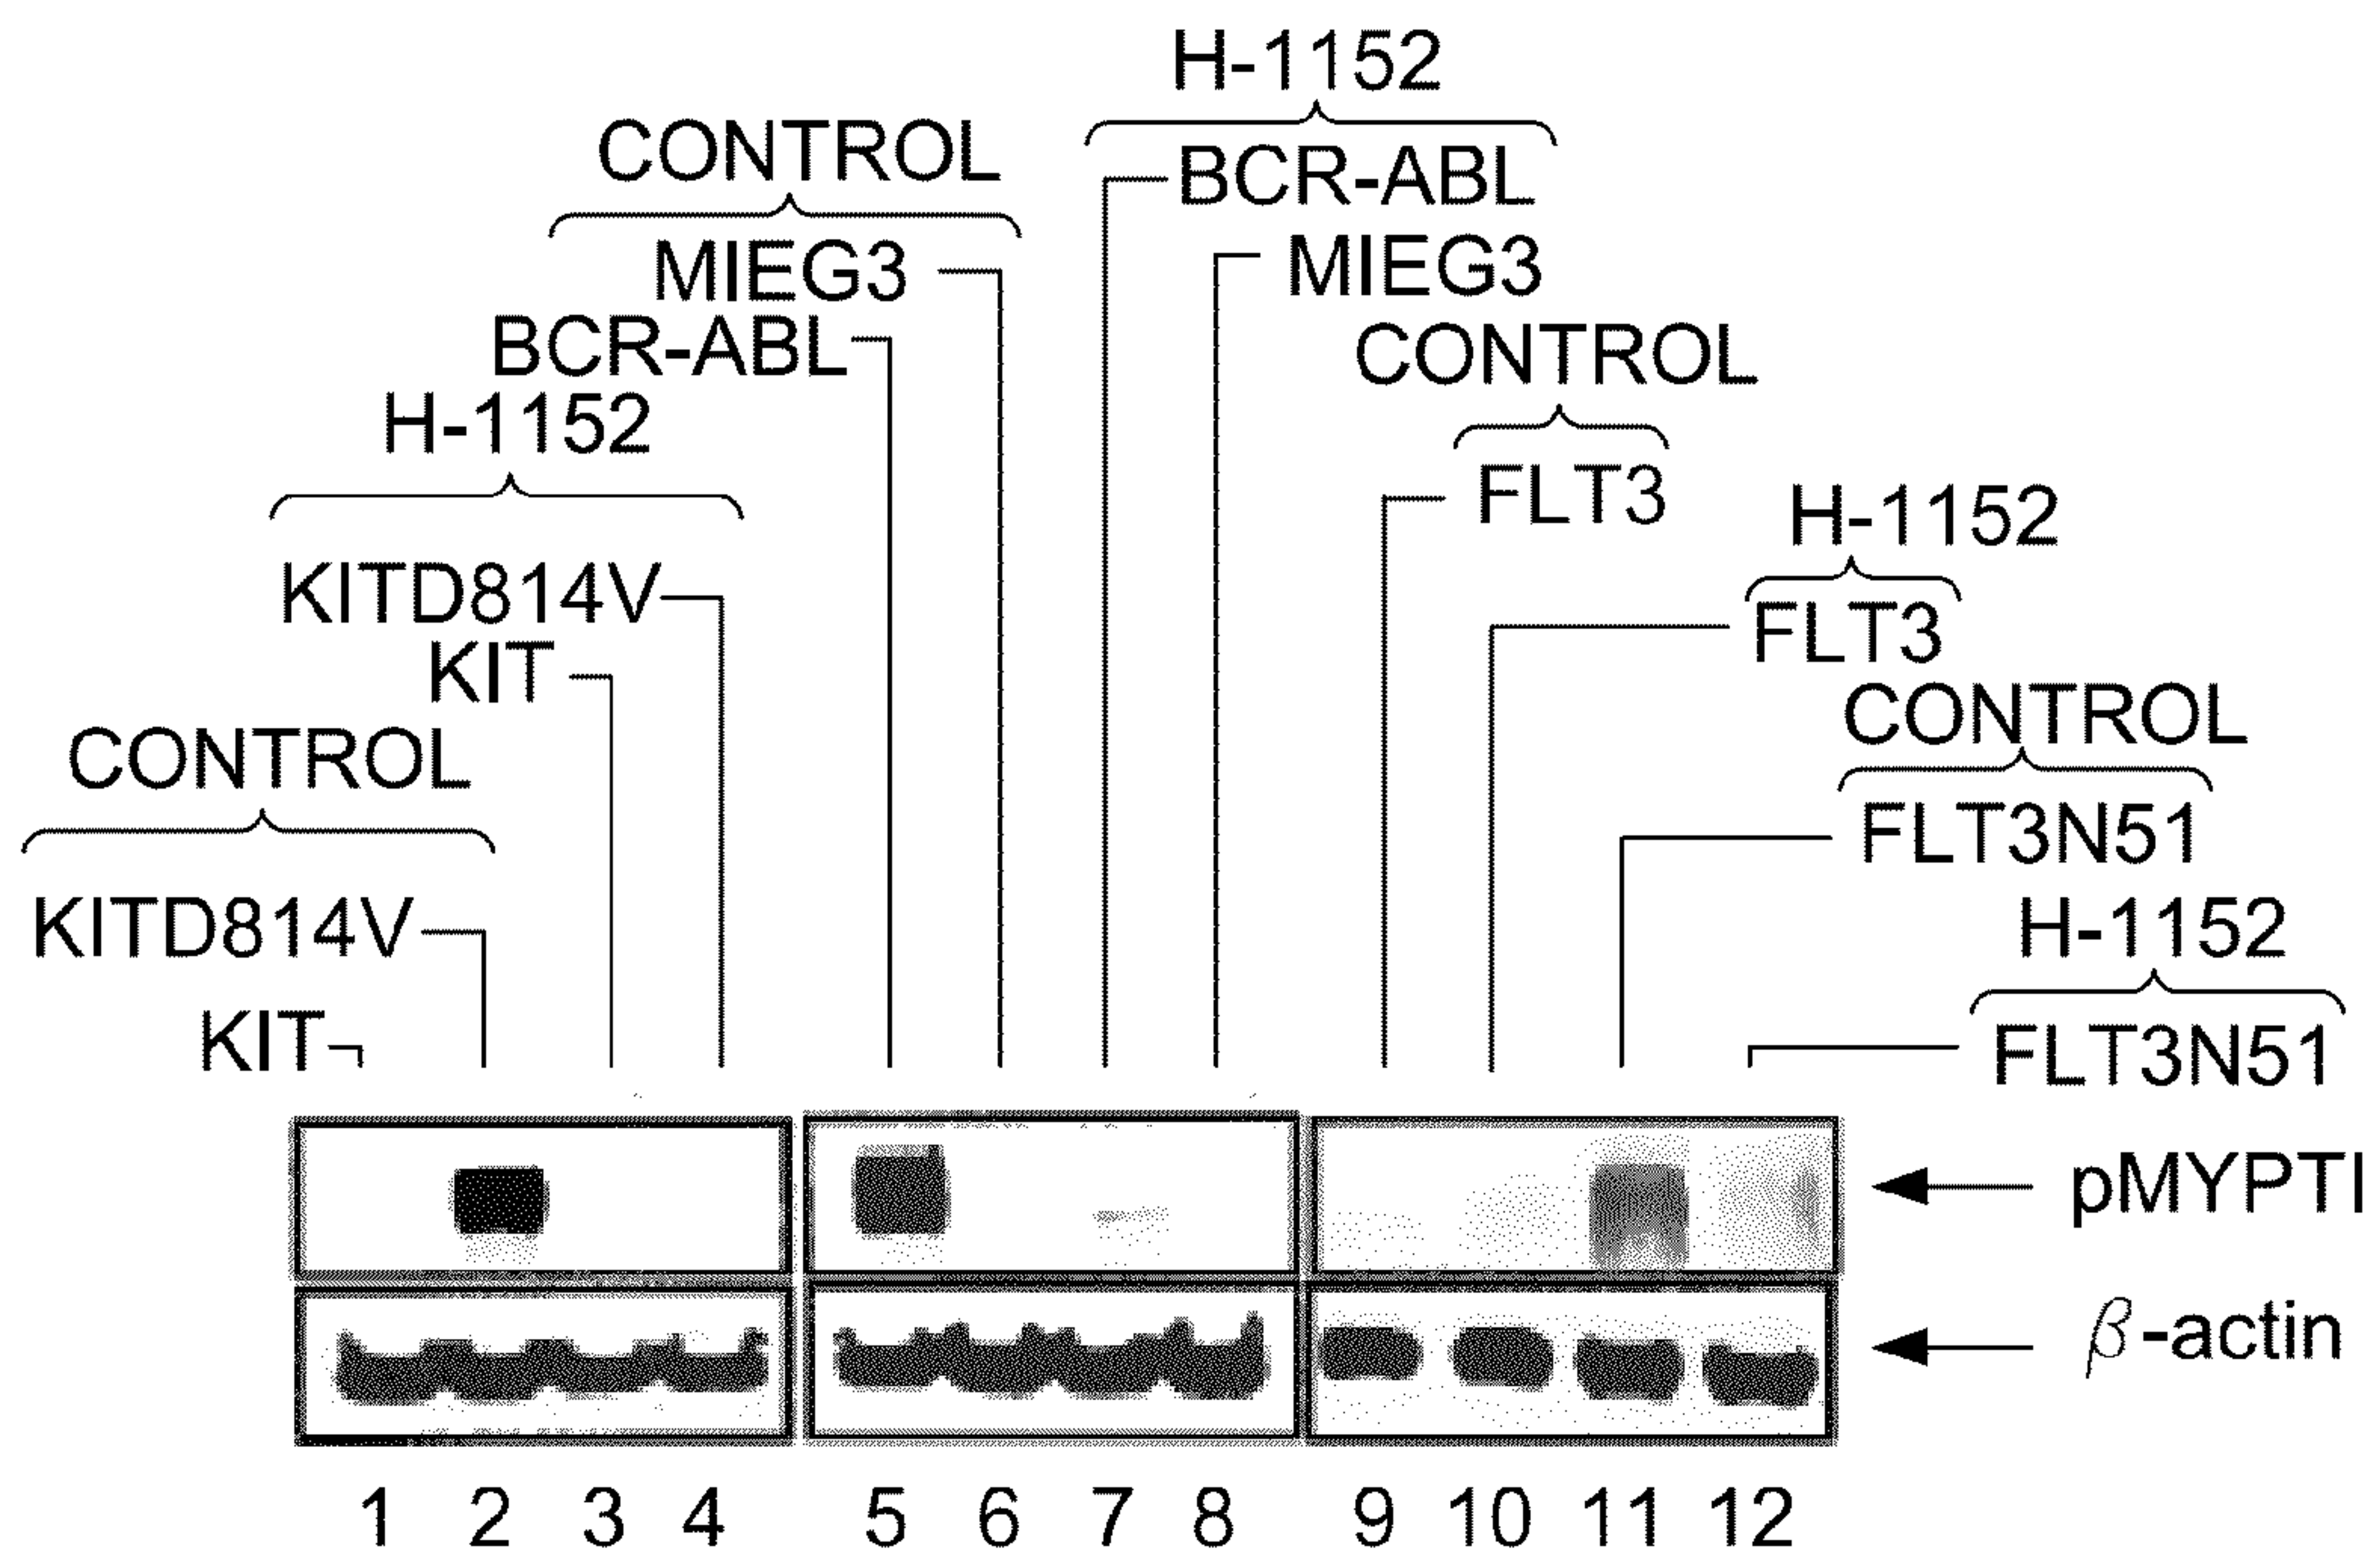 H-1152
CONTROL
BCR-ABL
MIEG3
MIEG3
BCR-ABL
CONTROL
H-1152
FLT3
H-1152
KITD814V
FLT3
KIT
CONTROL
CONTROL
FLT3N51
KITD814V
H-1152
KIT
FLT3N51
pMYPTI
β-actin
1 2 3 4 5 6 7 8 9 10 11 12